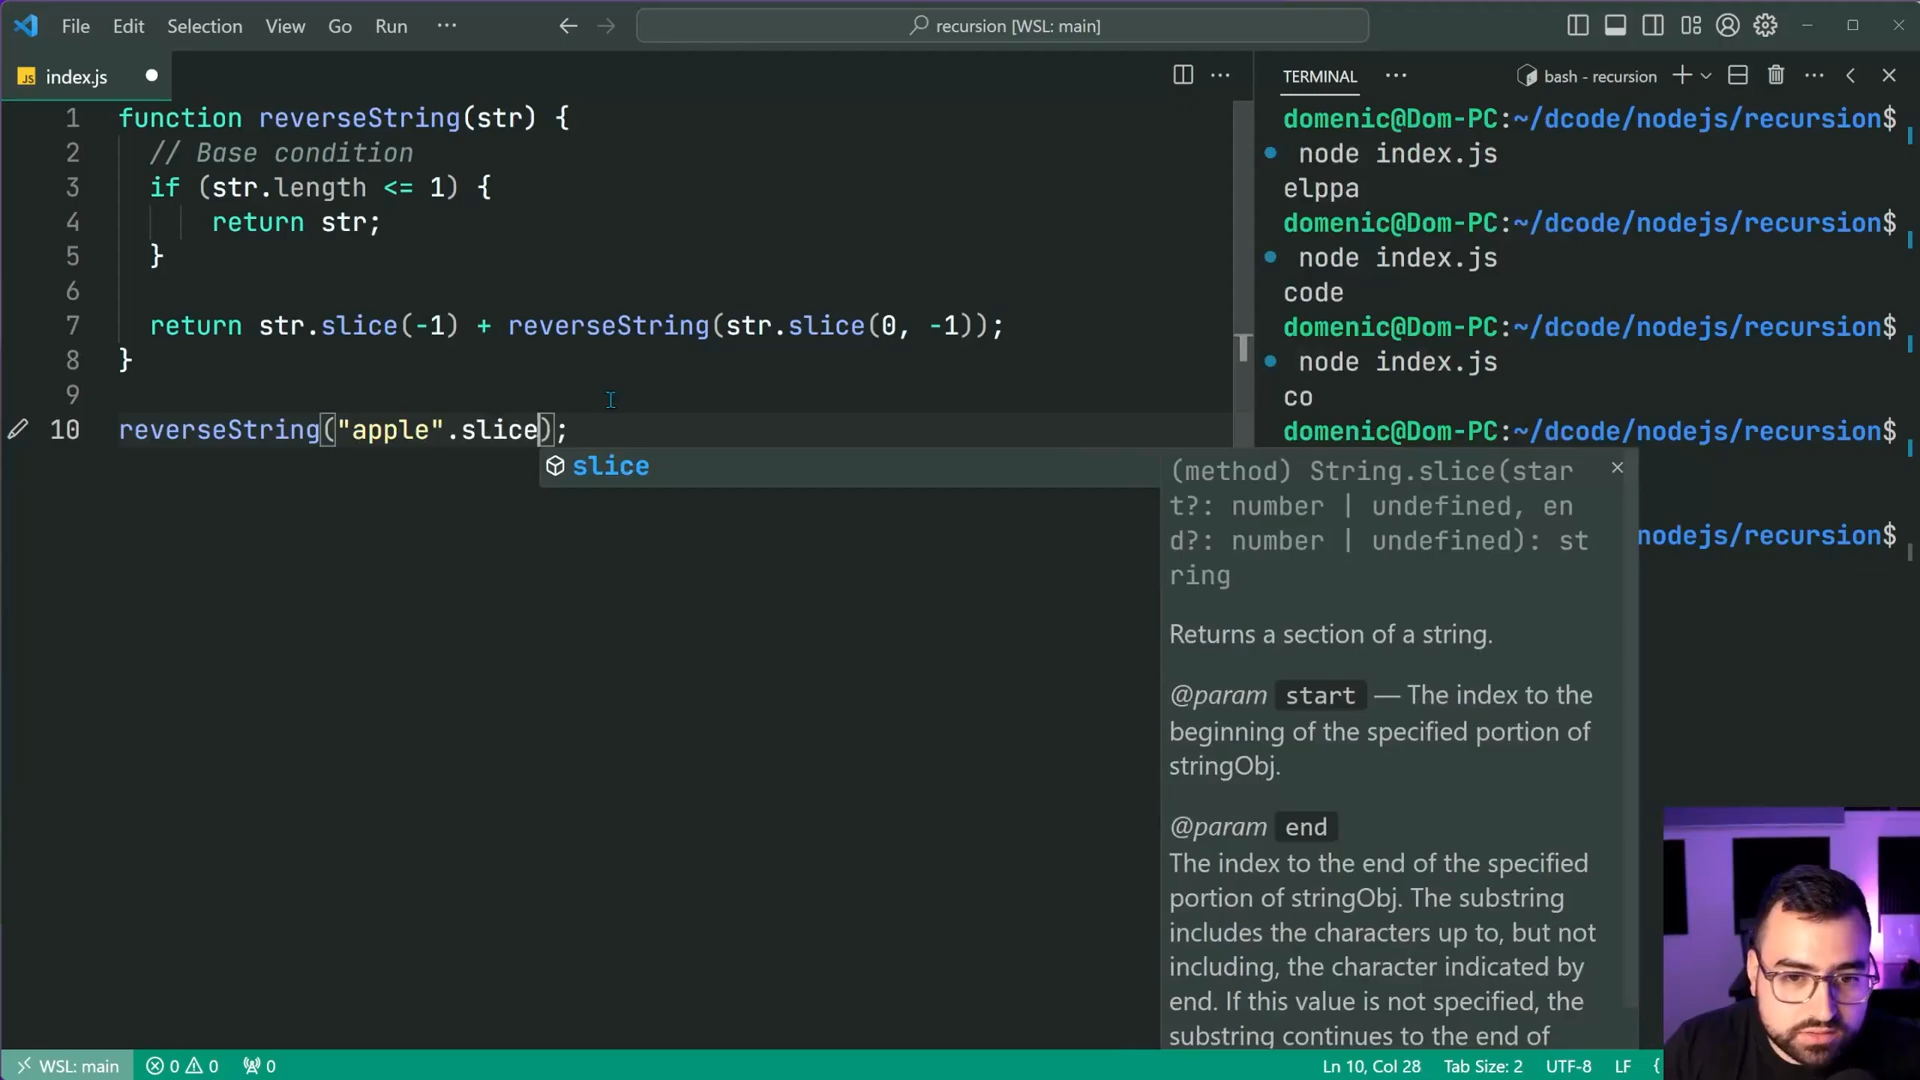 File Edit Selection View Go Run ···
recursion [WSL: main]
JS index.js
1 function reverseString(str) {
2 // Base condition
3 if (str.length <= 1) {
4 return str;
5 }
6
7 return str.slice(-1) + reverseString(str.slice(0, -1));
8 }
9
10 reverseString("apple".slice);
slice
(method) String.slice(star
t?: number | undefined, en
d?: number | undefined): st
ring
Returns a section of a string.
@param start — The index to the
beginning of the specified portion of
stringObj.
@param end
The index to the end of the specified
portion of stringObj. The substring
includes the characters up to, but not
including, the character indicated by
end. If this value is not specified, the
substring continues to the end of
TERMINAL ··· bash - recursion
domenic@Dom-PC:~/dcode/nodejs/recursion$
node index.js
elppa
domenic@Dom-PC:~/dcode/nodejs/recursion$
node index.js
code
domenic@Dom-PC:~/dcode/nodejs/recursion$
node index.js
co
domenic@Dom-PC:~/dcode/nodejs/recursion$
nodejs/recursion$
WSL: main 0 0 0
Ln 10, Col 28 Tab Size: 2 UTF-8 LF {